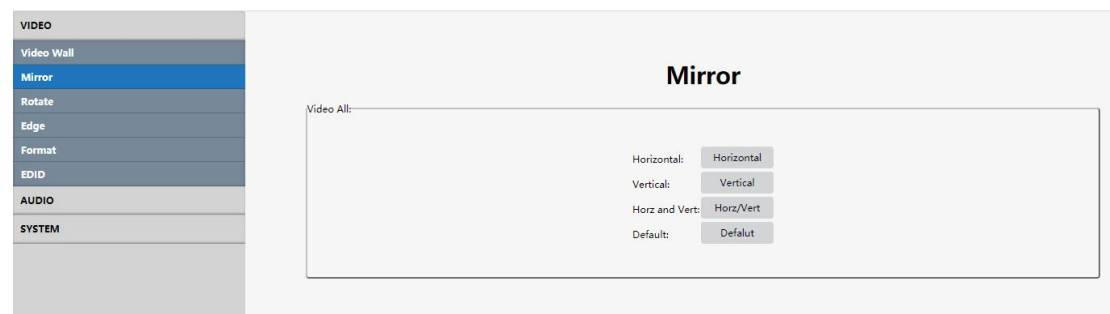 VIDEO
Video Wall
Mirror
Rotate
Edge
Format
EDID
AUDIO
SYSTEM
Mirror
Video All:
Horizontal: Horizontal
Vertical: Vertical
Horz and Vert: Horz/Vert
Default: Defalut